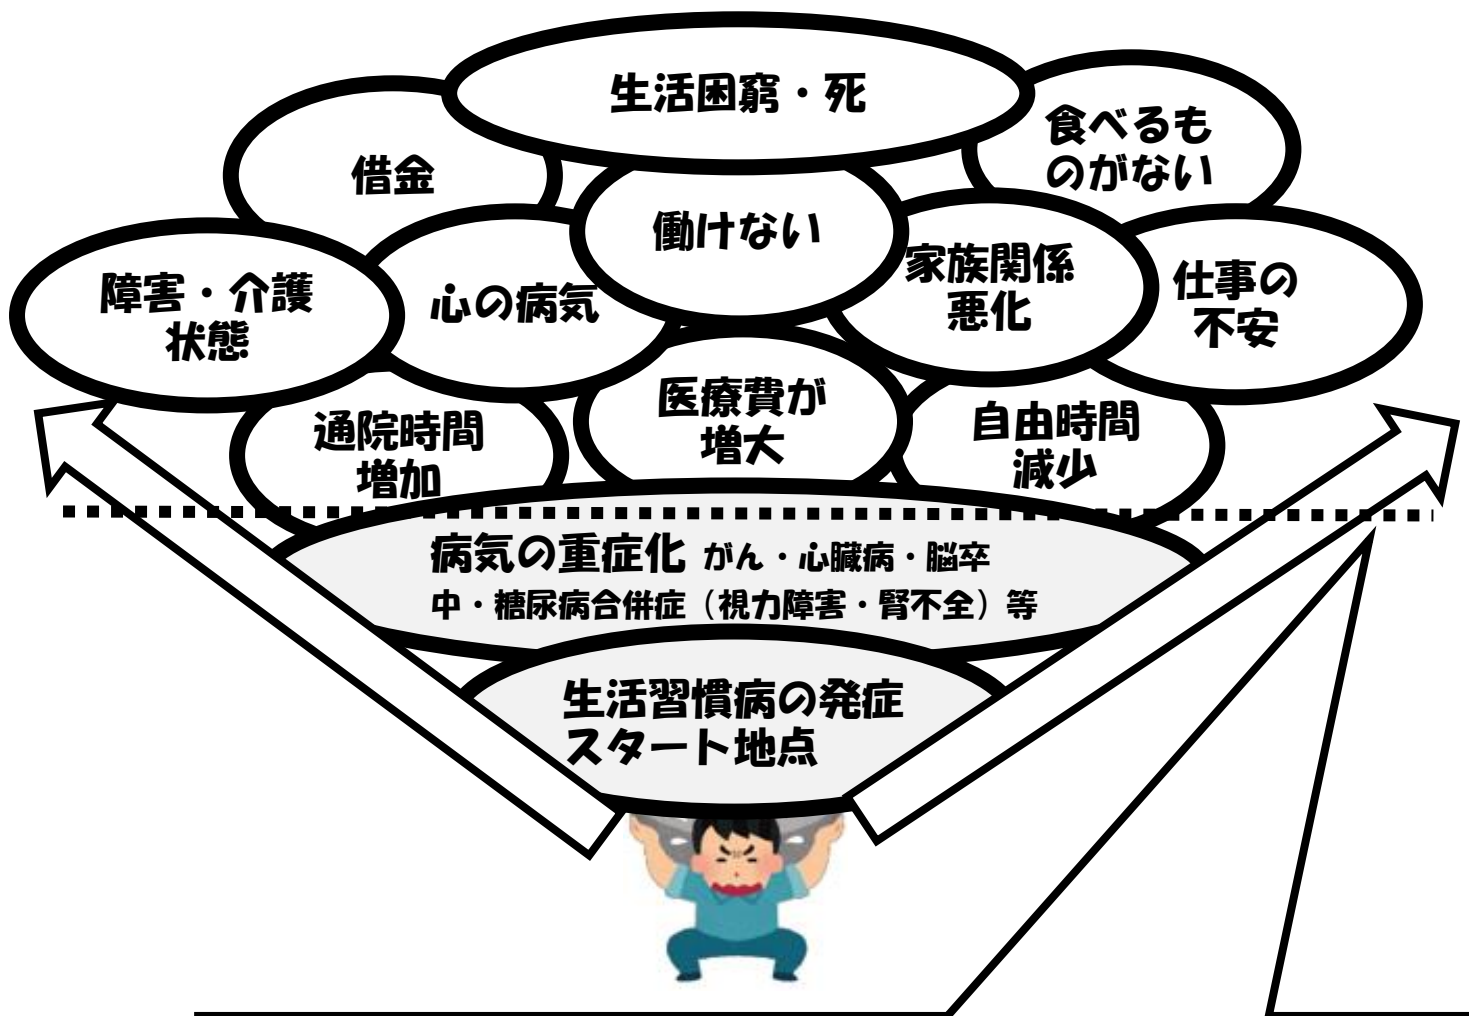 生活困窮・死
食べるも
のがない
借金
働けない
家族関係
悪化
仕事の
不安
障害・介護
状態
心の病気
医療費が
増大
通院時間
増加
自由時間
減少
病気の重症化 がん・心臓病・脳卒
中・糖尿病合併症（視力障害・腎不全）等
生活習慣病の発症
スタート地点